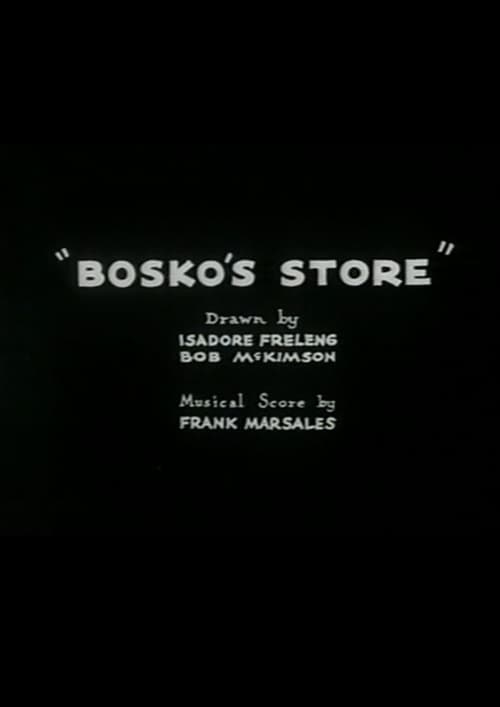 "BOSKO'S STORE"
Drawn by
ISADORE FRELENG
BOB McKIMSON
Musical Score by
FRANK MARSALES